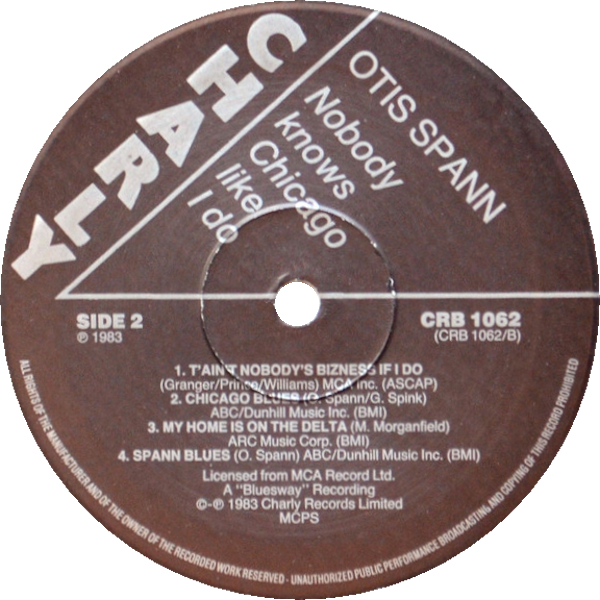 CHARLY
OTIS SPANN
Nobody
knows
Chicago
like
I do
SIDE 2
℗ 1983
CRB 1062
(CRB 1062/B)
1. T'AIN'T NOBODY'S BIZNESS IF I DO
(Granger/Prince/Williams) MCA Inc. (ASCAP)
2. CHICAGO BLUES (O. Spann/G. Spink)
ABC/Dunhill Music Inc. (BMI)
3. MY HOME IS ON THE DELTA (M. Morganfield)
ARC Music Corp. (BMI)
4. SPANN BLUES (O. Spann) ABC/Dunhill Music Inc. (BMI)
Licensed from MCA Record Ltd.
A "Bluesway" Recording
©-℗ 1983 Charly Records Limited
MCPS
ALL RIGHTS OF THE MANUFACTURER AND OF THE OWNER OF THE RECORDED WORK RESERVED - UNAUTHORIZED PUBLIC PERFORMANCE BROADCASTING AND COPYING OF THIS RECORD PROHIBITED